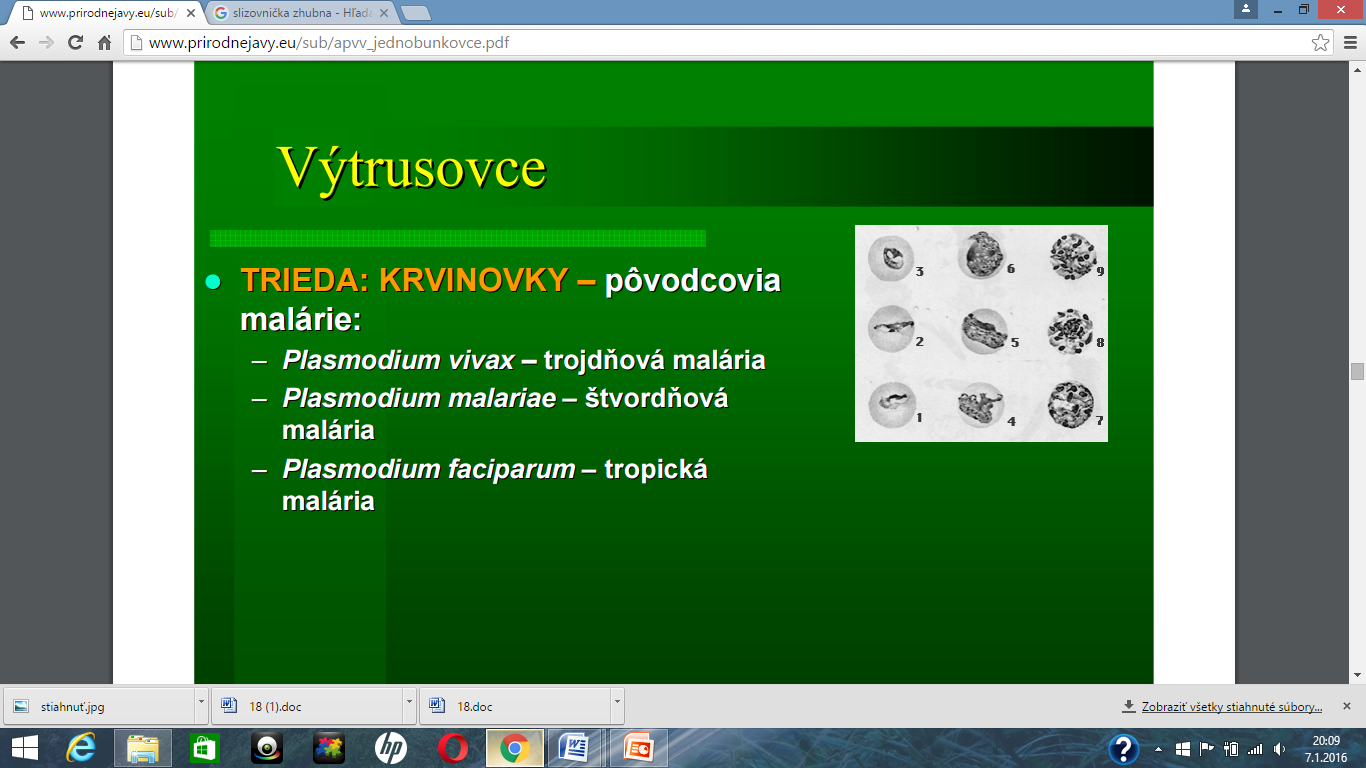 www.prirodnejavy.eu/sub/
slizovnička zhubna - Hľad
www.prirodnejavy.eu/sub/apvv_jednobunkovce.pdf
Výtrusovce
TRIEDA: KRVINOVKY – pôvodcovia
malárie:
– Plasmodium vivax – trojdňová malária
– Plasmodium malariae – štvordňová
malária
– Plasmodium faciparum – tropická
malária
3 6 9
2 5 8
1 4 7
stiahnuť.jpg
18 (1).doc
18.doc
Zobraziť všetky stiahnuté súbory...
20:09
7.1.2016